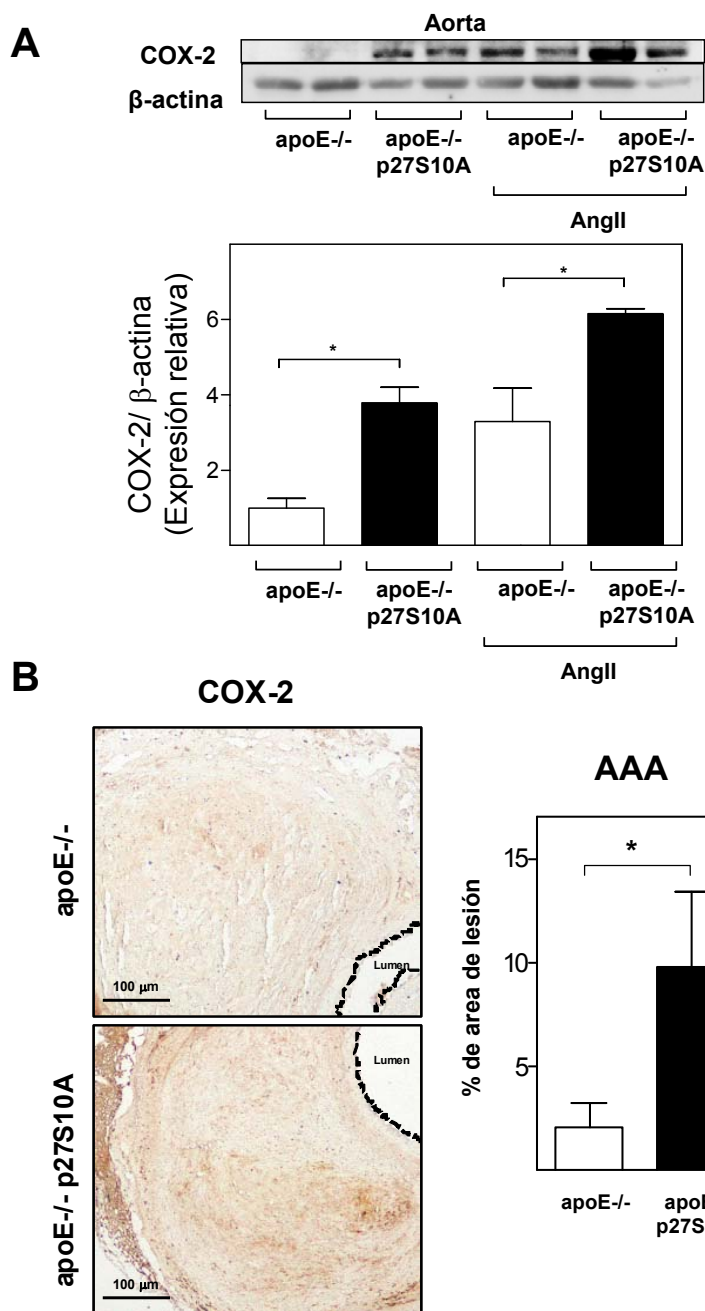 A
Aorta
COX-2
β-actina
apoE-/-
apoE-/-
p27S10A
apoE-/-
apoE-/-
p27S10A
AngII
COX-2/ β-actina
(Expresión relativa)
6
4
2
*
*
apoE-/-
apoE-/-
p27S10A
apoE-/-
apoE-/-
p27S10A
AngII
B
COX-2
apoE-/-
Lumen
100 µm
apoE-/- p27S10A
Lumen
100 µm
AAA
% de area de lesión
15
10
5
*
apoE-/-